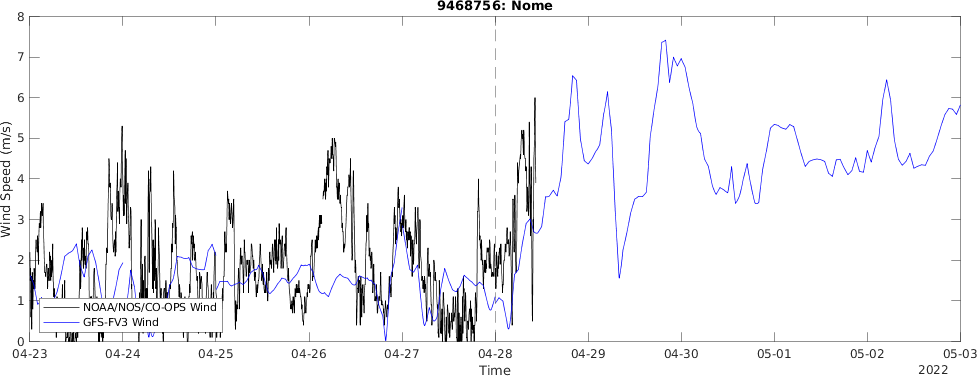 9468756: Nome
Wind Speed (m/s)
8
7
6
5
4
3
2
1
0
NOAA/NOS/CO-OPS Wind
GFS-FV3 Wind
04-23 04-24 04-25 04-26 04-27 04-28 04-29 04-30 05-01 05-02 05-03
Time
2022